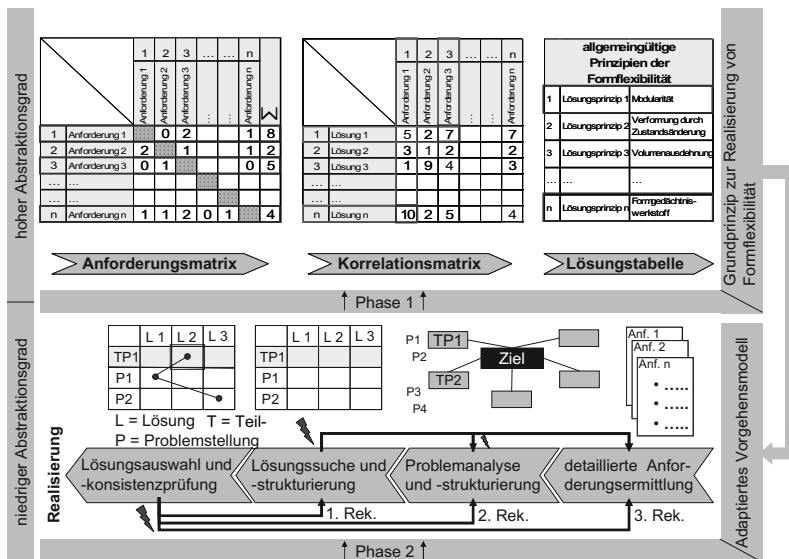 hoher Abstraktionsgrad
1 2 3 ... ... n
Anforderung 1 Anforderung 2 Anforderung 3 ... ... Anforderung n Σ
1 Anforderung 1 0 2 1 8
2 Anforderung 2 2 1 1 2
3 Anforderung 3 0 1 0 5
... ...
... ...
n Anforderung n 1 1 2 0 1 4
Anforderungsmatrix
1 2 3 ... ... n
Anforderung 1 Anforderung 2 Anforderung 3 ... ... Anforderung n
1 Lösung 1 5 2 7 7
2 Lösung 2 3 1 2 2
3 Lösung 3 1 9 4 3
... ...
... ...
n Lösung n 10 2 5 4
Korrelationsmatrix
allgemeingültige
Prinzipien der
Formflexibilität
1 Lösungsprinzip 1 Modularität
2 Lösungsprinzip 2 Verformung durch
Zustandsänderung
3 Lösungsprinzip 3 Volumenausdehnung
... ... ...
n Lösungsprinzip n Formgedächtnis-
werkstoff
Lösungstabelle
Grundprinzip zur Realisierung von
Formflexibilität
↑ Phase 1 ↑
niedriger Abstraktionsgrad
Realisierung
L 1 L 2 L 3
TP1
P1
P2
L = Lösung T = Teil-
P = Problemstellung
L 1 L 2 L 3
TP1
P1
P2
P1 TP1
P2
Ziel
TP2
P3
P4
Anf. 1
Anf. 2
Anf. n
• .....
• .....
• .....
Lösungsauswahl und
-konsistenzprüfung
Lösungssuche und
-strukturierung
Problemanalyse
und -strukturierung
detaillierte Anfor-
derungsermittlung
1. Rek. 2. Rek. 3. Rek.
Adaptiertes Vorgehensmodell
↑ Phase 2 ↑